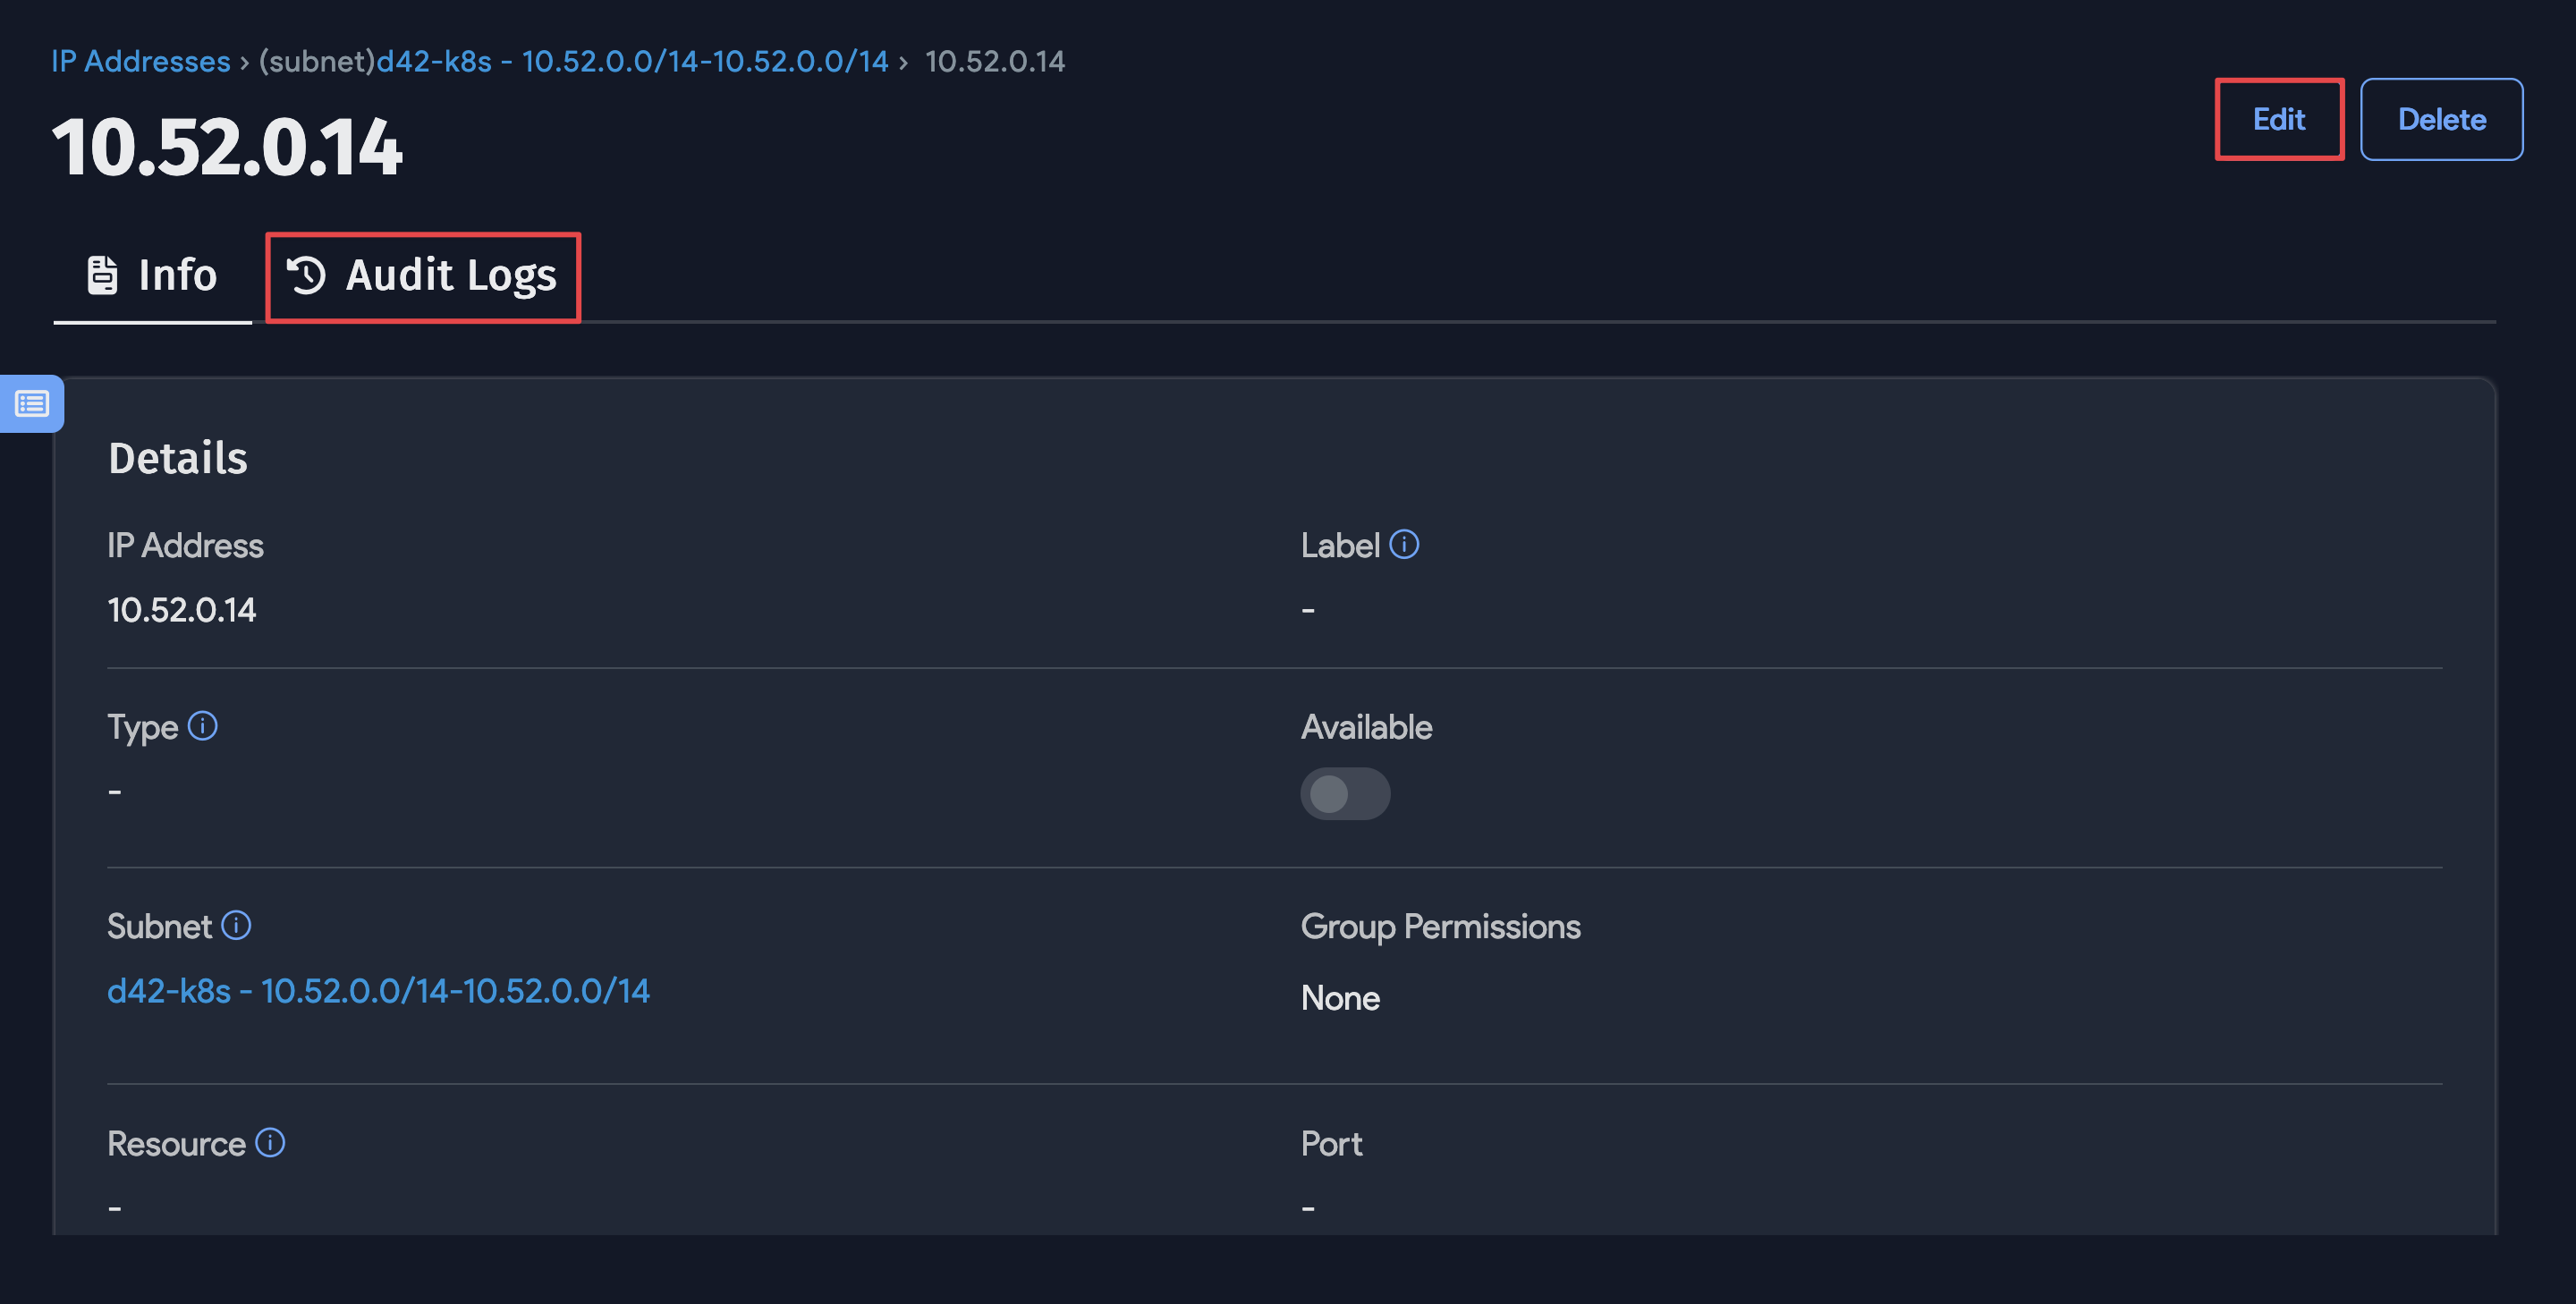 IP Addresses › (subnet)d42-k8s - 10.52.0.0/14-10.52.0.0/14 › 10.52.0.14
10.52.0.14
Edit
Delete
Info
Audit Logs
Details
IP Address
10.52.0.14
Label
-
Type
-
Available
Subnet
d42-k8s - 10.52.0.0/14-10.52.0.0/14
Group Permissions
None
Resource
-
Port
-